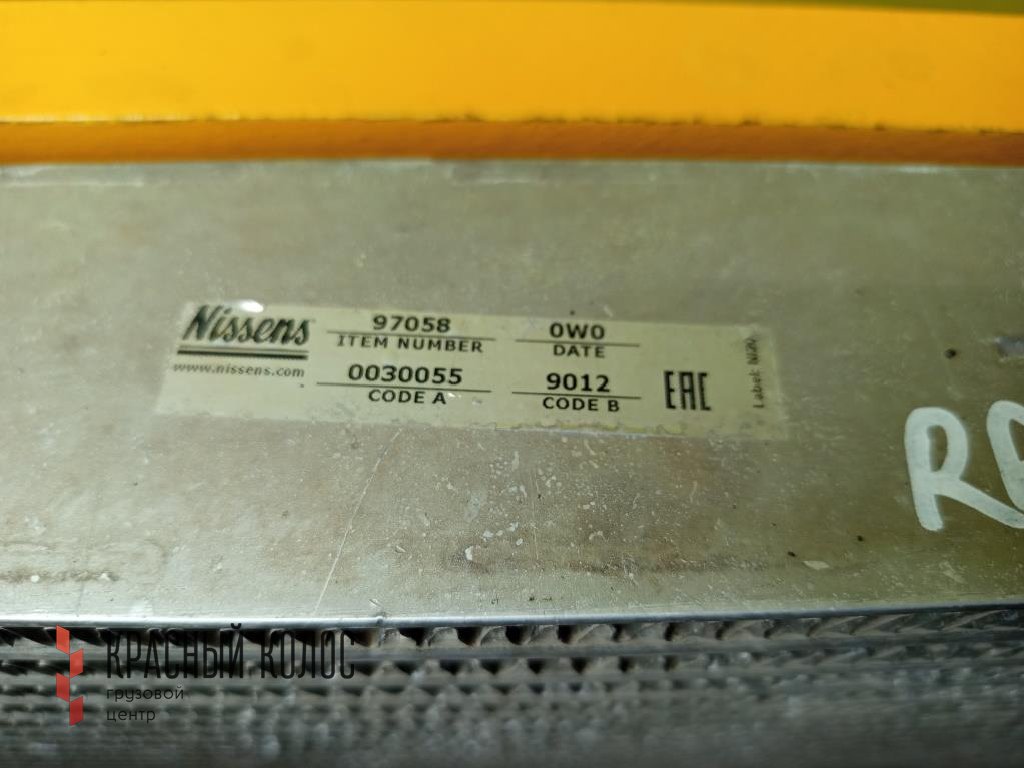 Nissens
www.nissens.com
97058
ITEM NUMBER
0W0
DATE
0030055
CODE A
9012
CODE B
EAC
Label:
КРАСНЫЙ КОЛОС
грузовой
центр